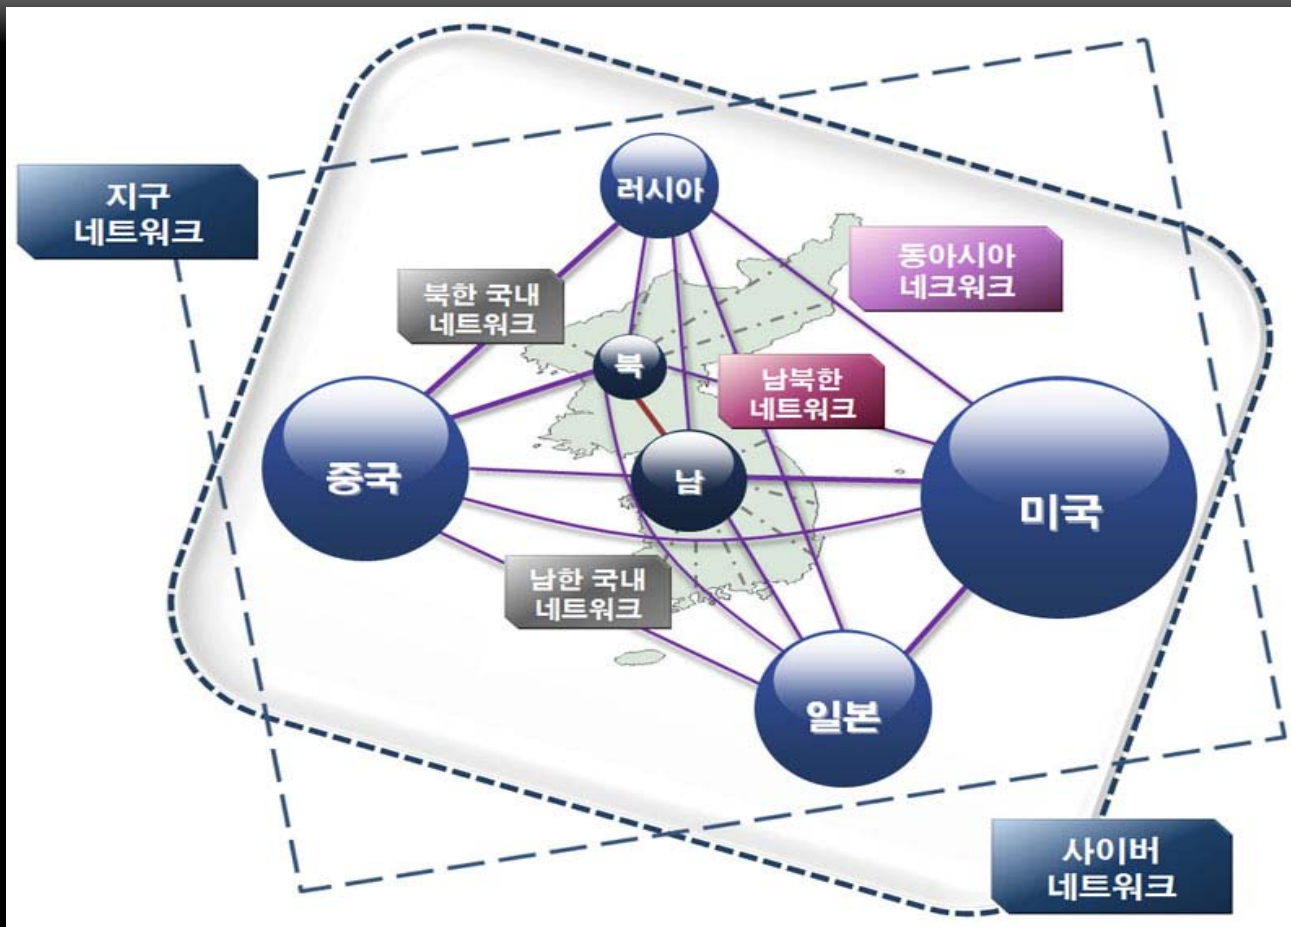 지구
네트워크
러시아
동아시아
네크워크
북한 국내
네트워크
북
남북한
네트워크
중국
남
미국
남한 국내
네트워크
일본
사이버
네트워크